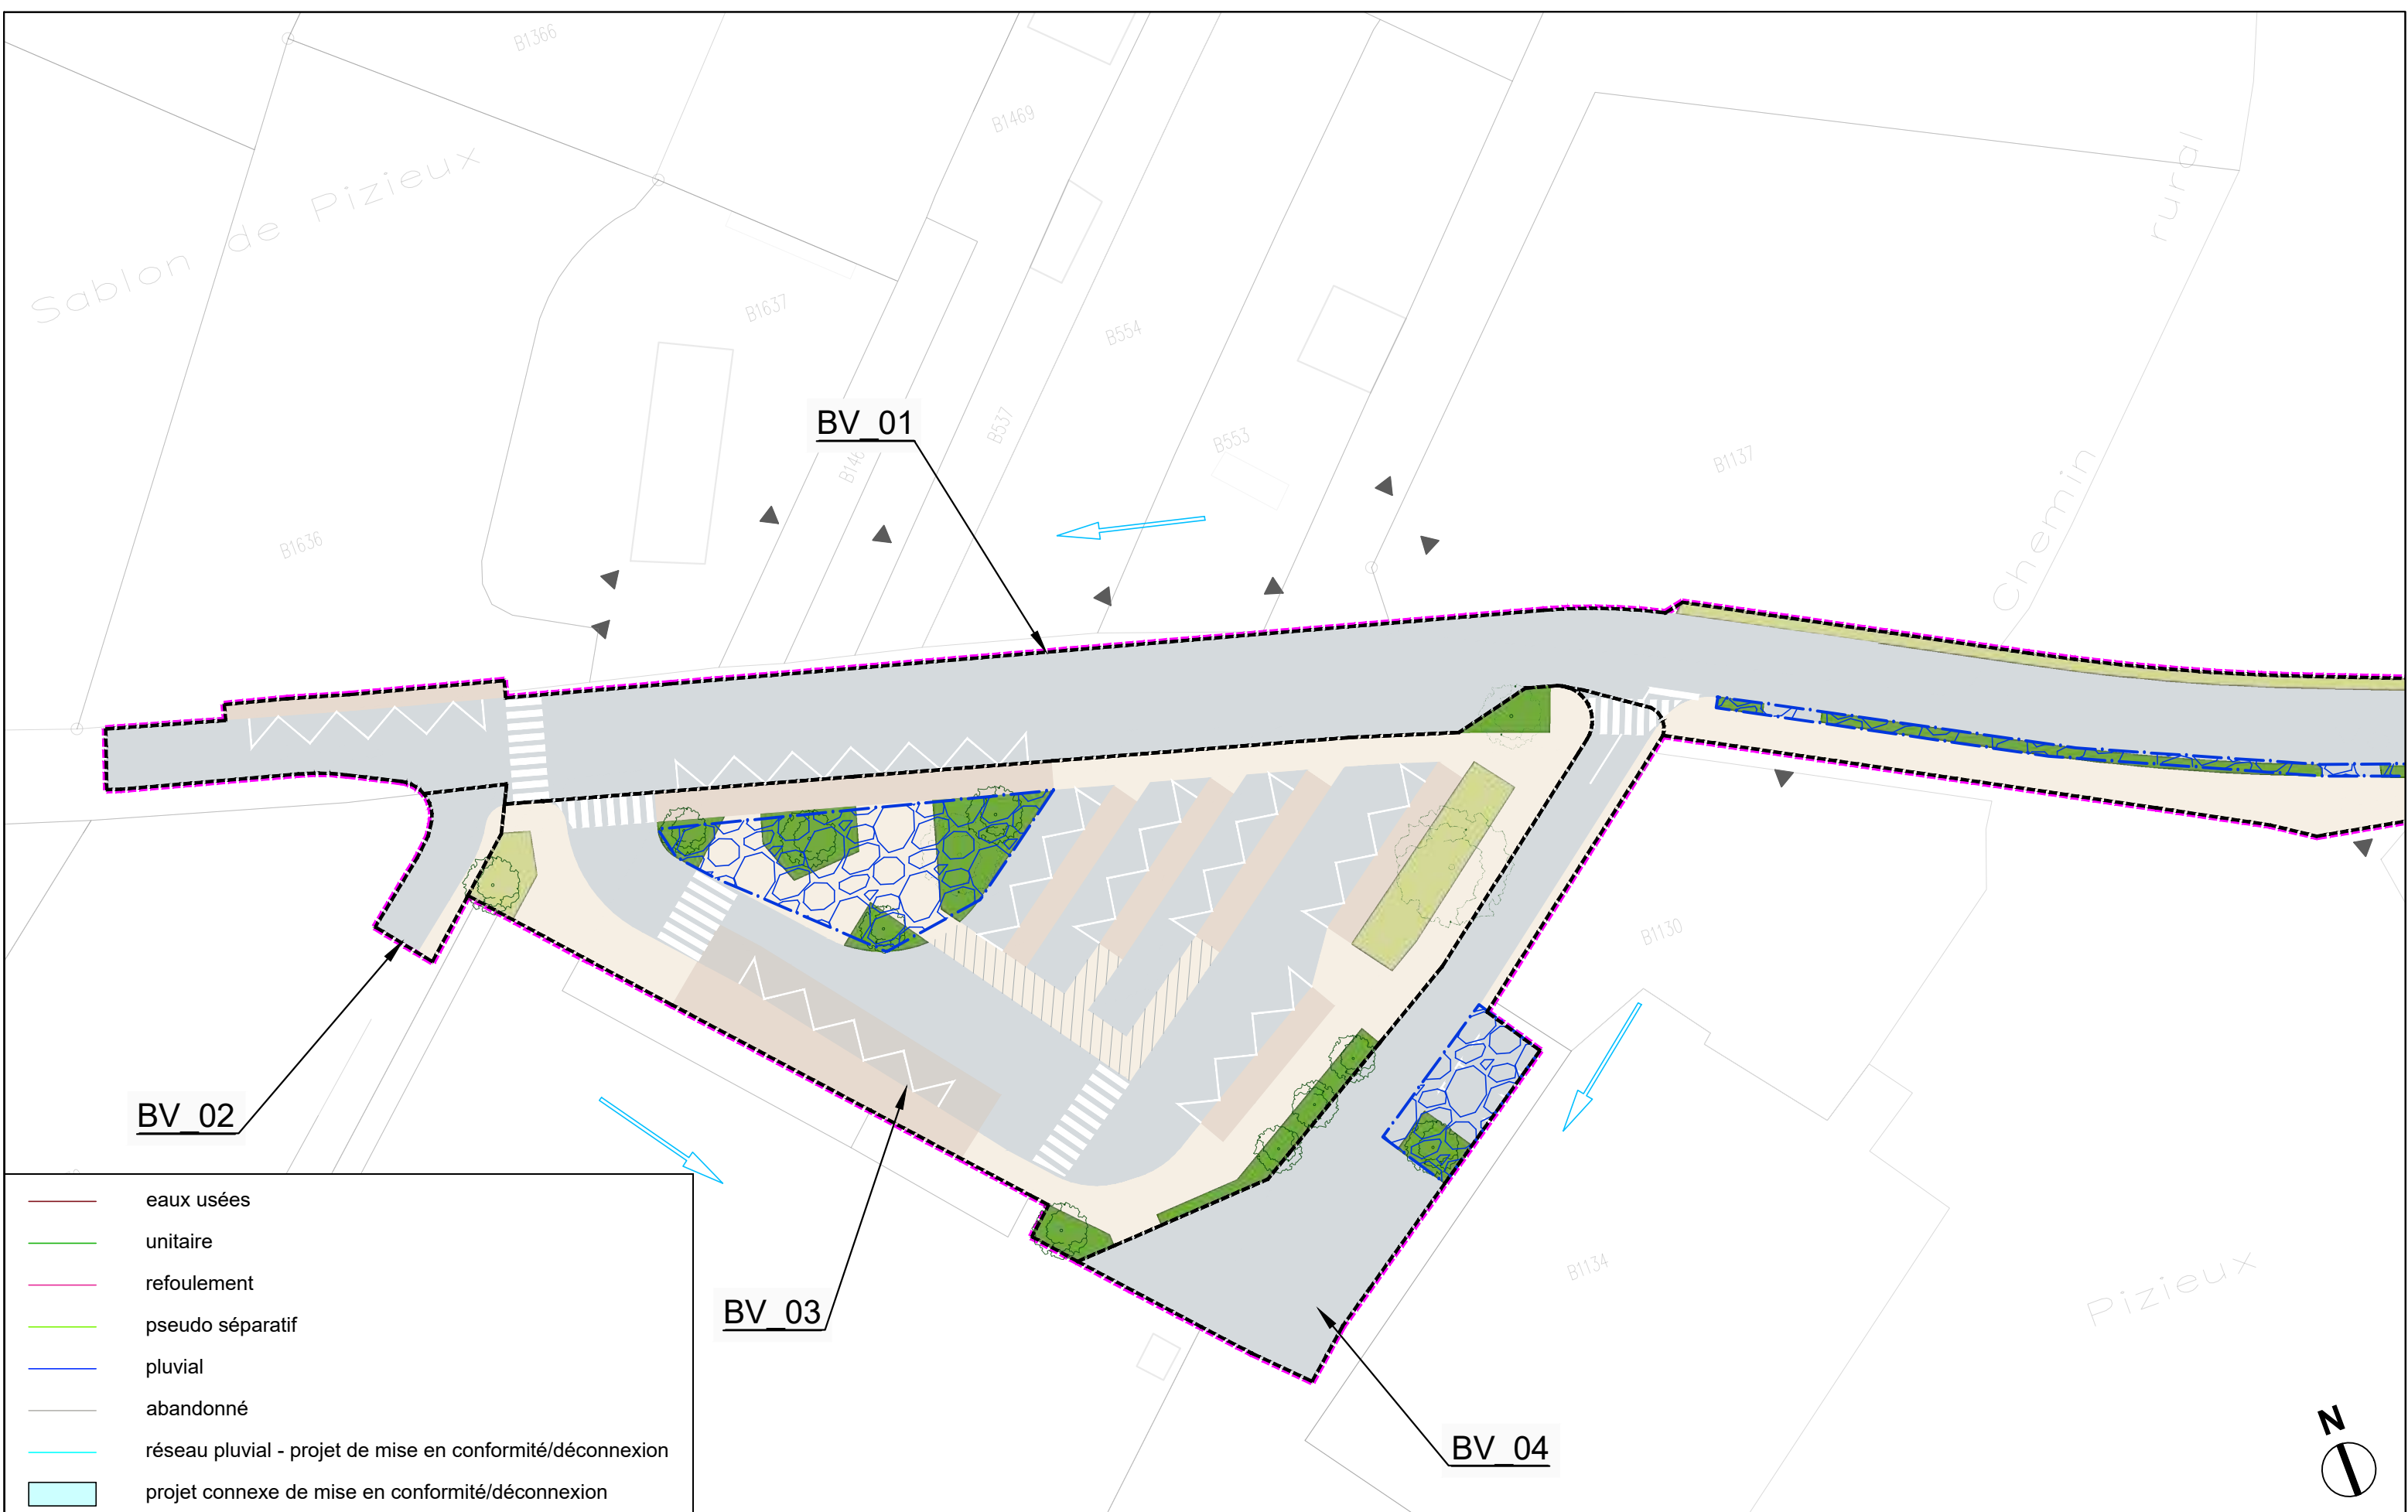 B1366
B1469
Sablon de Pizieux
rural
B1637
B554
BV_01
B537
B553
B1137
B1636
Chemin
B1130
BV_02
BV_03
B1134
Pizieux
BV_04
N
eaux usées
unitaire
refoulement
pseudo séparatif
pluvial
abandonné
réseau pluvial - projet de mise en conformité/déconnexion
projet connexe de mise en conformité/déconnexion